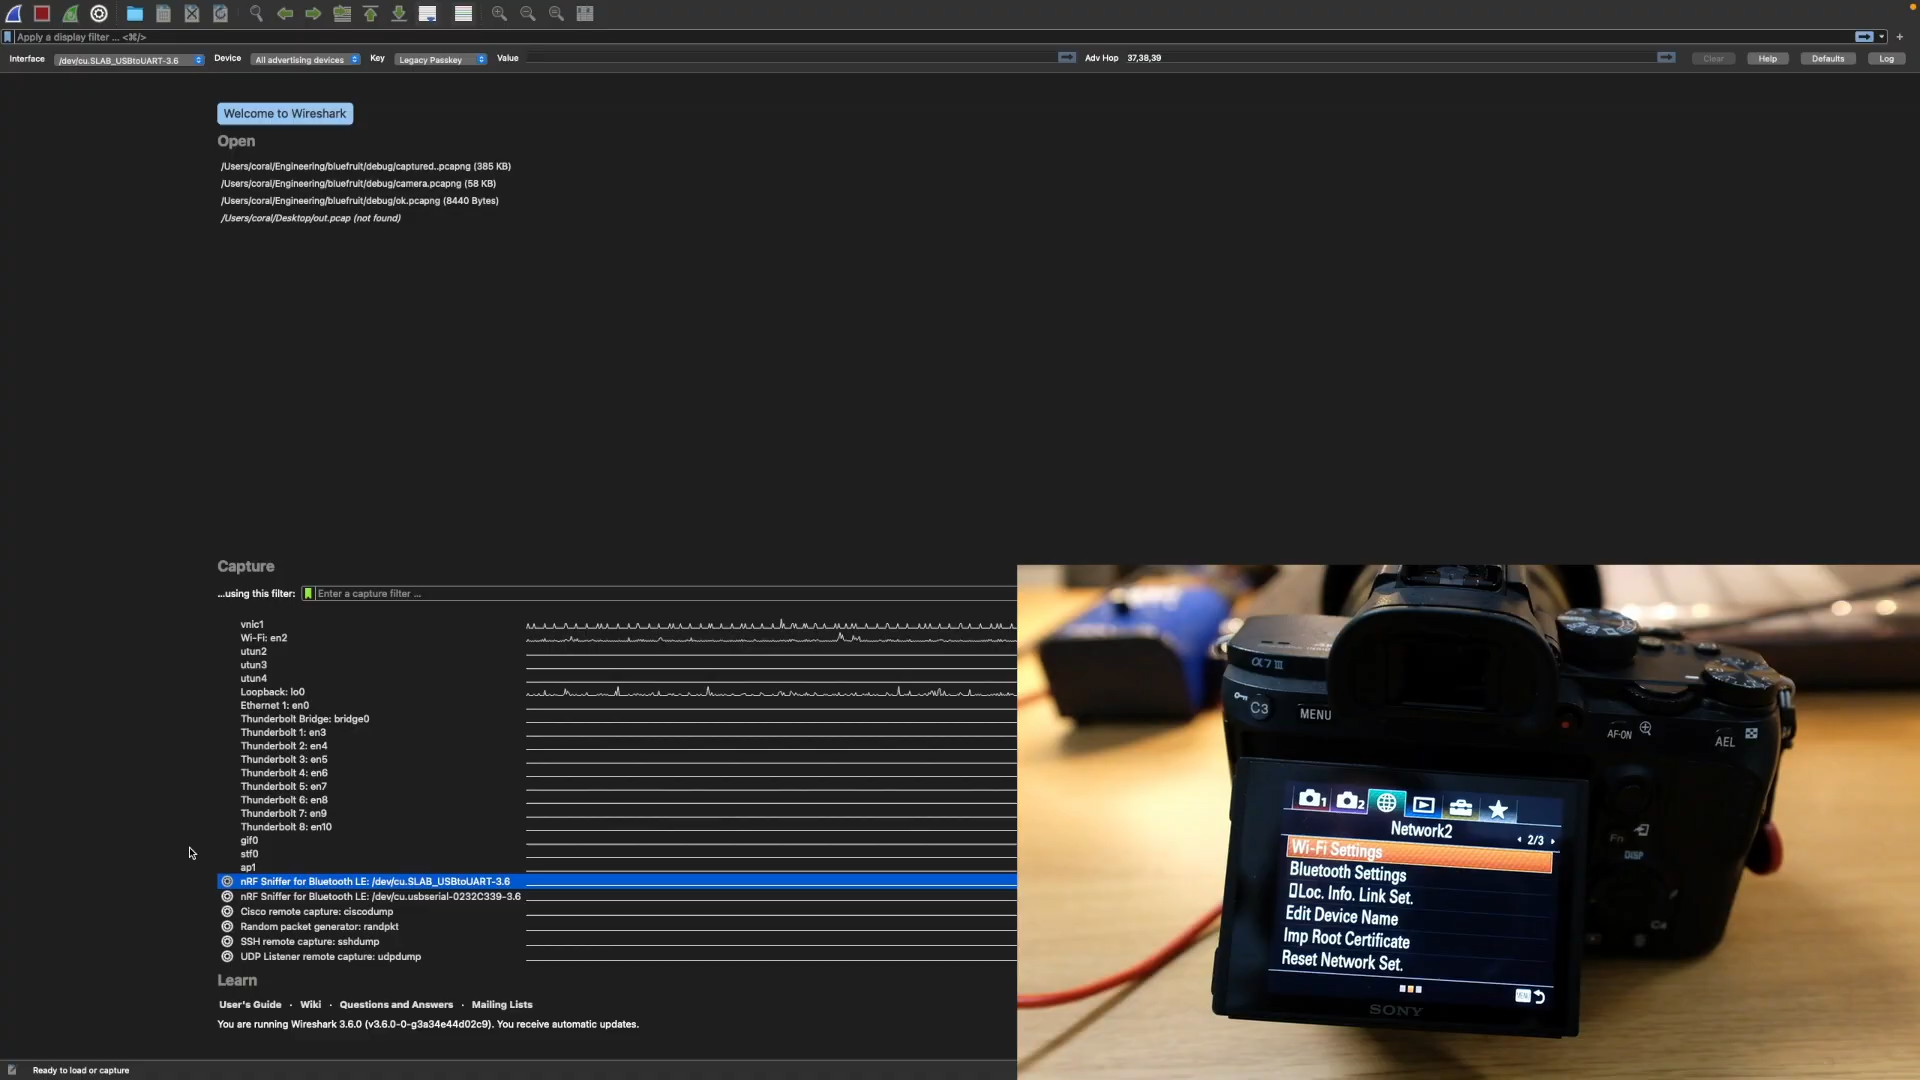 Apply a display filter ... <⌘/>
Interface /dev/cu.SLAB_USBtoUART-3.6 Device All advertising devices Key Legacy Passkey Value Adv Hop 37,38,39 Clear Help Defaults Log
Welcome to Wireshark
Open
/Users/coral/Engineering/bluefruit/debug/captured..pcapng (385 KB)
/Users/coral/Engineering/bluefruit/debug/camera.pcapng (58 KB)
/Users/coral/Engineering/bluefruit/debug/ok.pcapng (8440 Bytes)
/Users/coral/Desktop/out.pcap (not found)
Capture
...using this filter: Enter a capture filter ...
vnic1
Wi-Fi: en2
utun2
utun3
utun4
Loopback: lo0
Ethernet 1: en0
Thunderbolt Bridge: bridge0
Thunderbolt 1: en3
Thunderbolt 2: en4
Thunderbolt 3: en5
Thunderbolt 4: en6
Thunderbolt 5: en7
Thunderbolt 6: en8
Thunderbolt 7: en9
Thunderbolt 8: en10
gif0
stf0
ap1
nRF Sniffer for Bluetooth LE: /dev/cu.SLAB_USBtoUART-3.6
nRF Sniffer for Bluetooth LE: /dev/cu.usbserial-0232C339-3.6
Cisco remote capture: ciscodump
Random packet generator: randpkt
SSH remote capture: sshdump
UDP Listener remote capture: udpdump
Learn
User's Guide · Wiki · Questions and Answers · Mailing Lists
You are running Wireshark 3.6.0 (v3.6.0-0-g3a34e44d02c9). You receive automatic updates.
Ready to load or capture
α7 III
C3
MENU
AF-ON
AEL
Fn
DISP
C4
1 2
Network2
2/3
Wi-Fi Settings
Bluetooth Settings
Loc. Info. Link Set.
Edit Device Name
Imp Root Certificate
Reset Network Set.
MENU
SONY